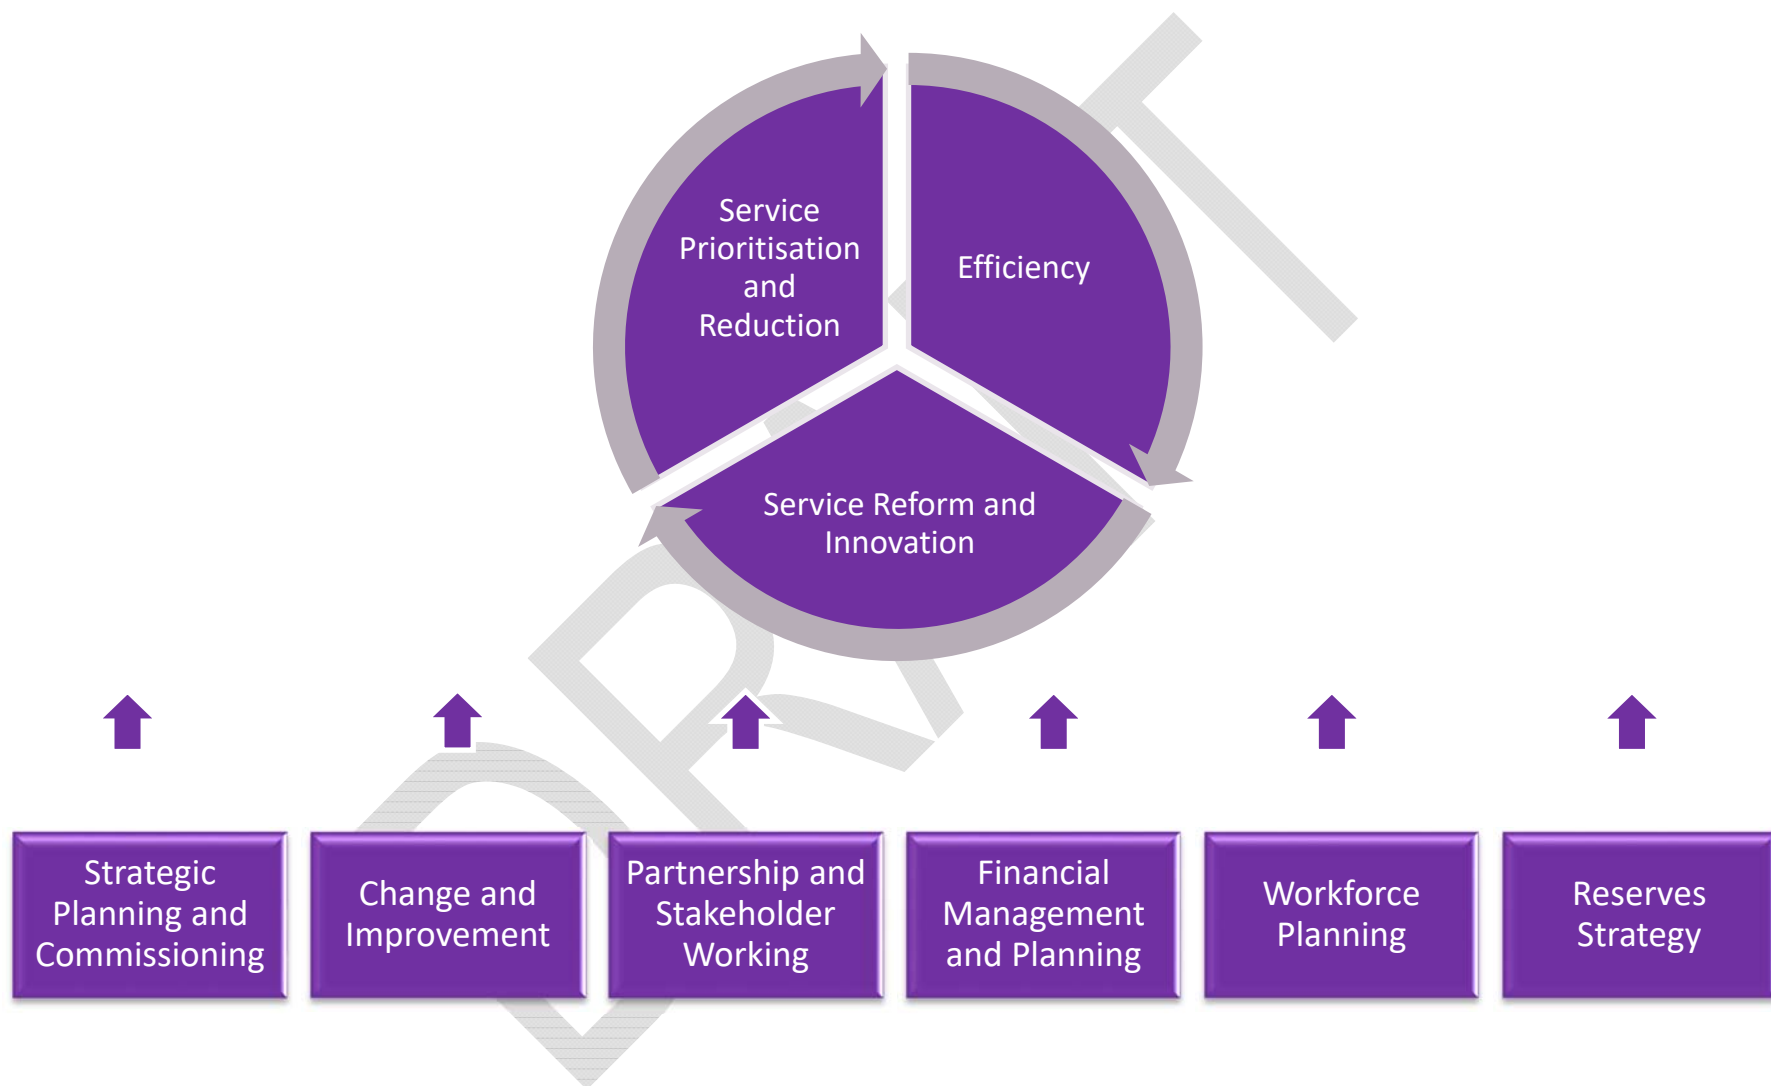 Service
Prioritisation
and
Reduction
Efficiency
Service Reform and
Innovation
Strategic
Planning and
Commissioning
Change and
Improvement
Partnership and
Stakeholder
Working
Financial
Management
and Planning
Workforce
Planning
Reserves
Strategy
DRAFT